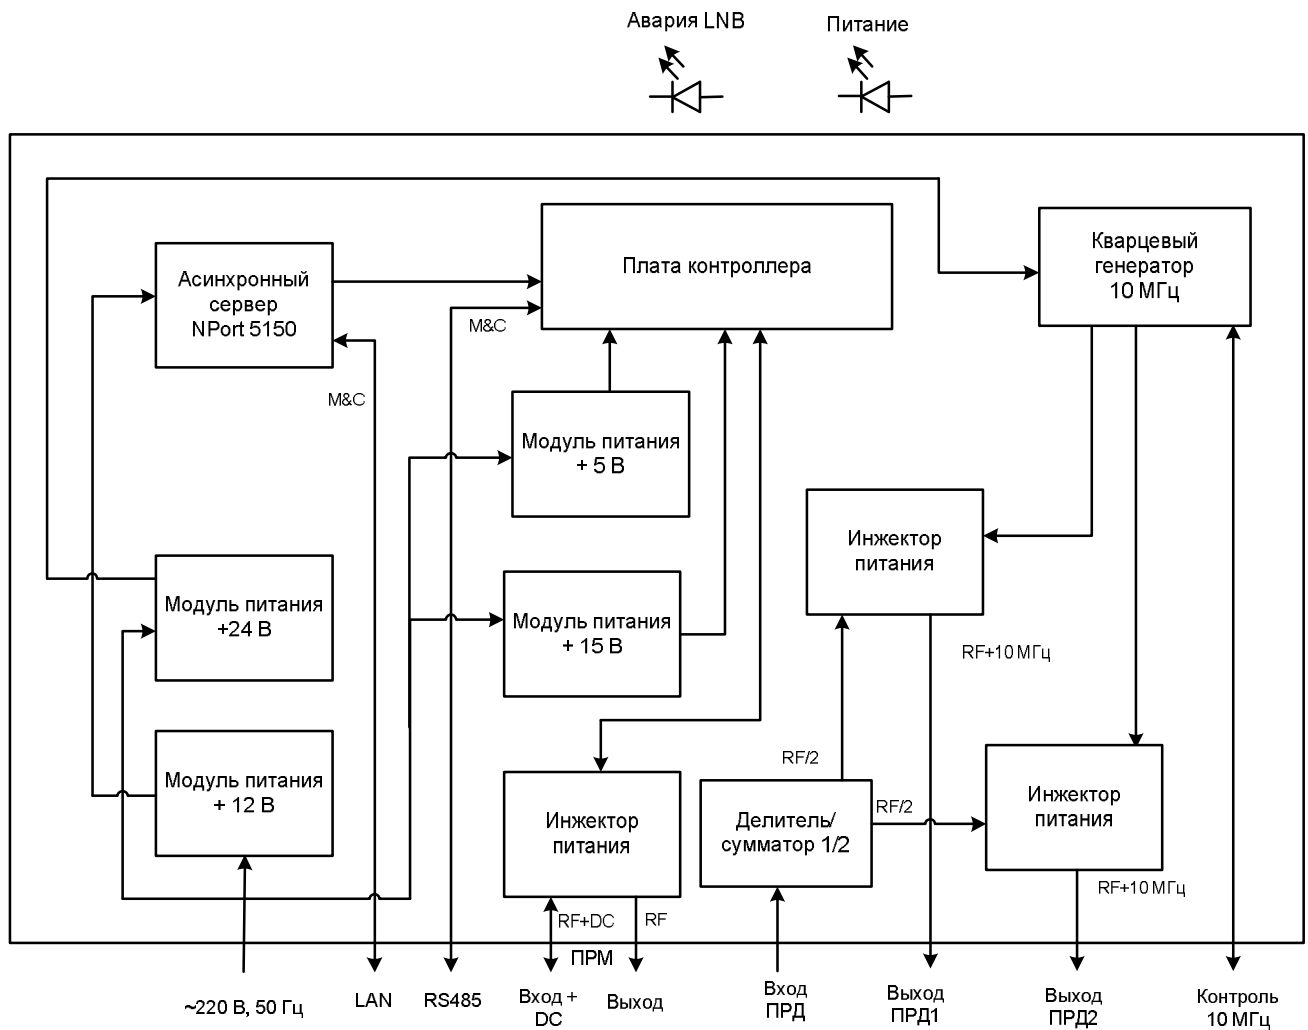 Авария LNB
Питание
Асинхронный
сервер
NPort 5150
Плата контроллера
Кварцевый
генератор
10 МГц
M&C
M&C
Модуль питания
+ 5 В
Инжектор
питания
Модуль питания
+24 В
Модуль питания
+ 15 В
RF+10 МГц
Модуль питания
+ 12 В
Инжектор
питания
RF/2
RF/2
Делитель/
сумматор 1/2
Инжектор
питания
RF+10 МГц
RF+DC
RF
ПРМ
~220 В, 50 Гц
LAN
RS485
Вход +
DC
Выход
Вход
ПРД
Выход
ПРД1
Выход
ПРД2
Контроль
10 МГц